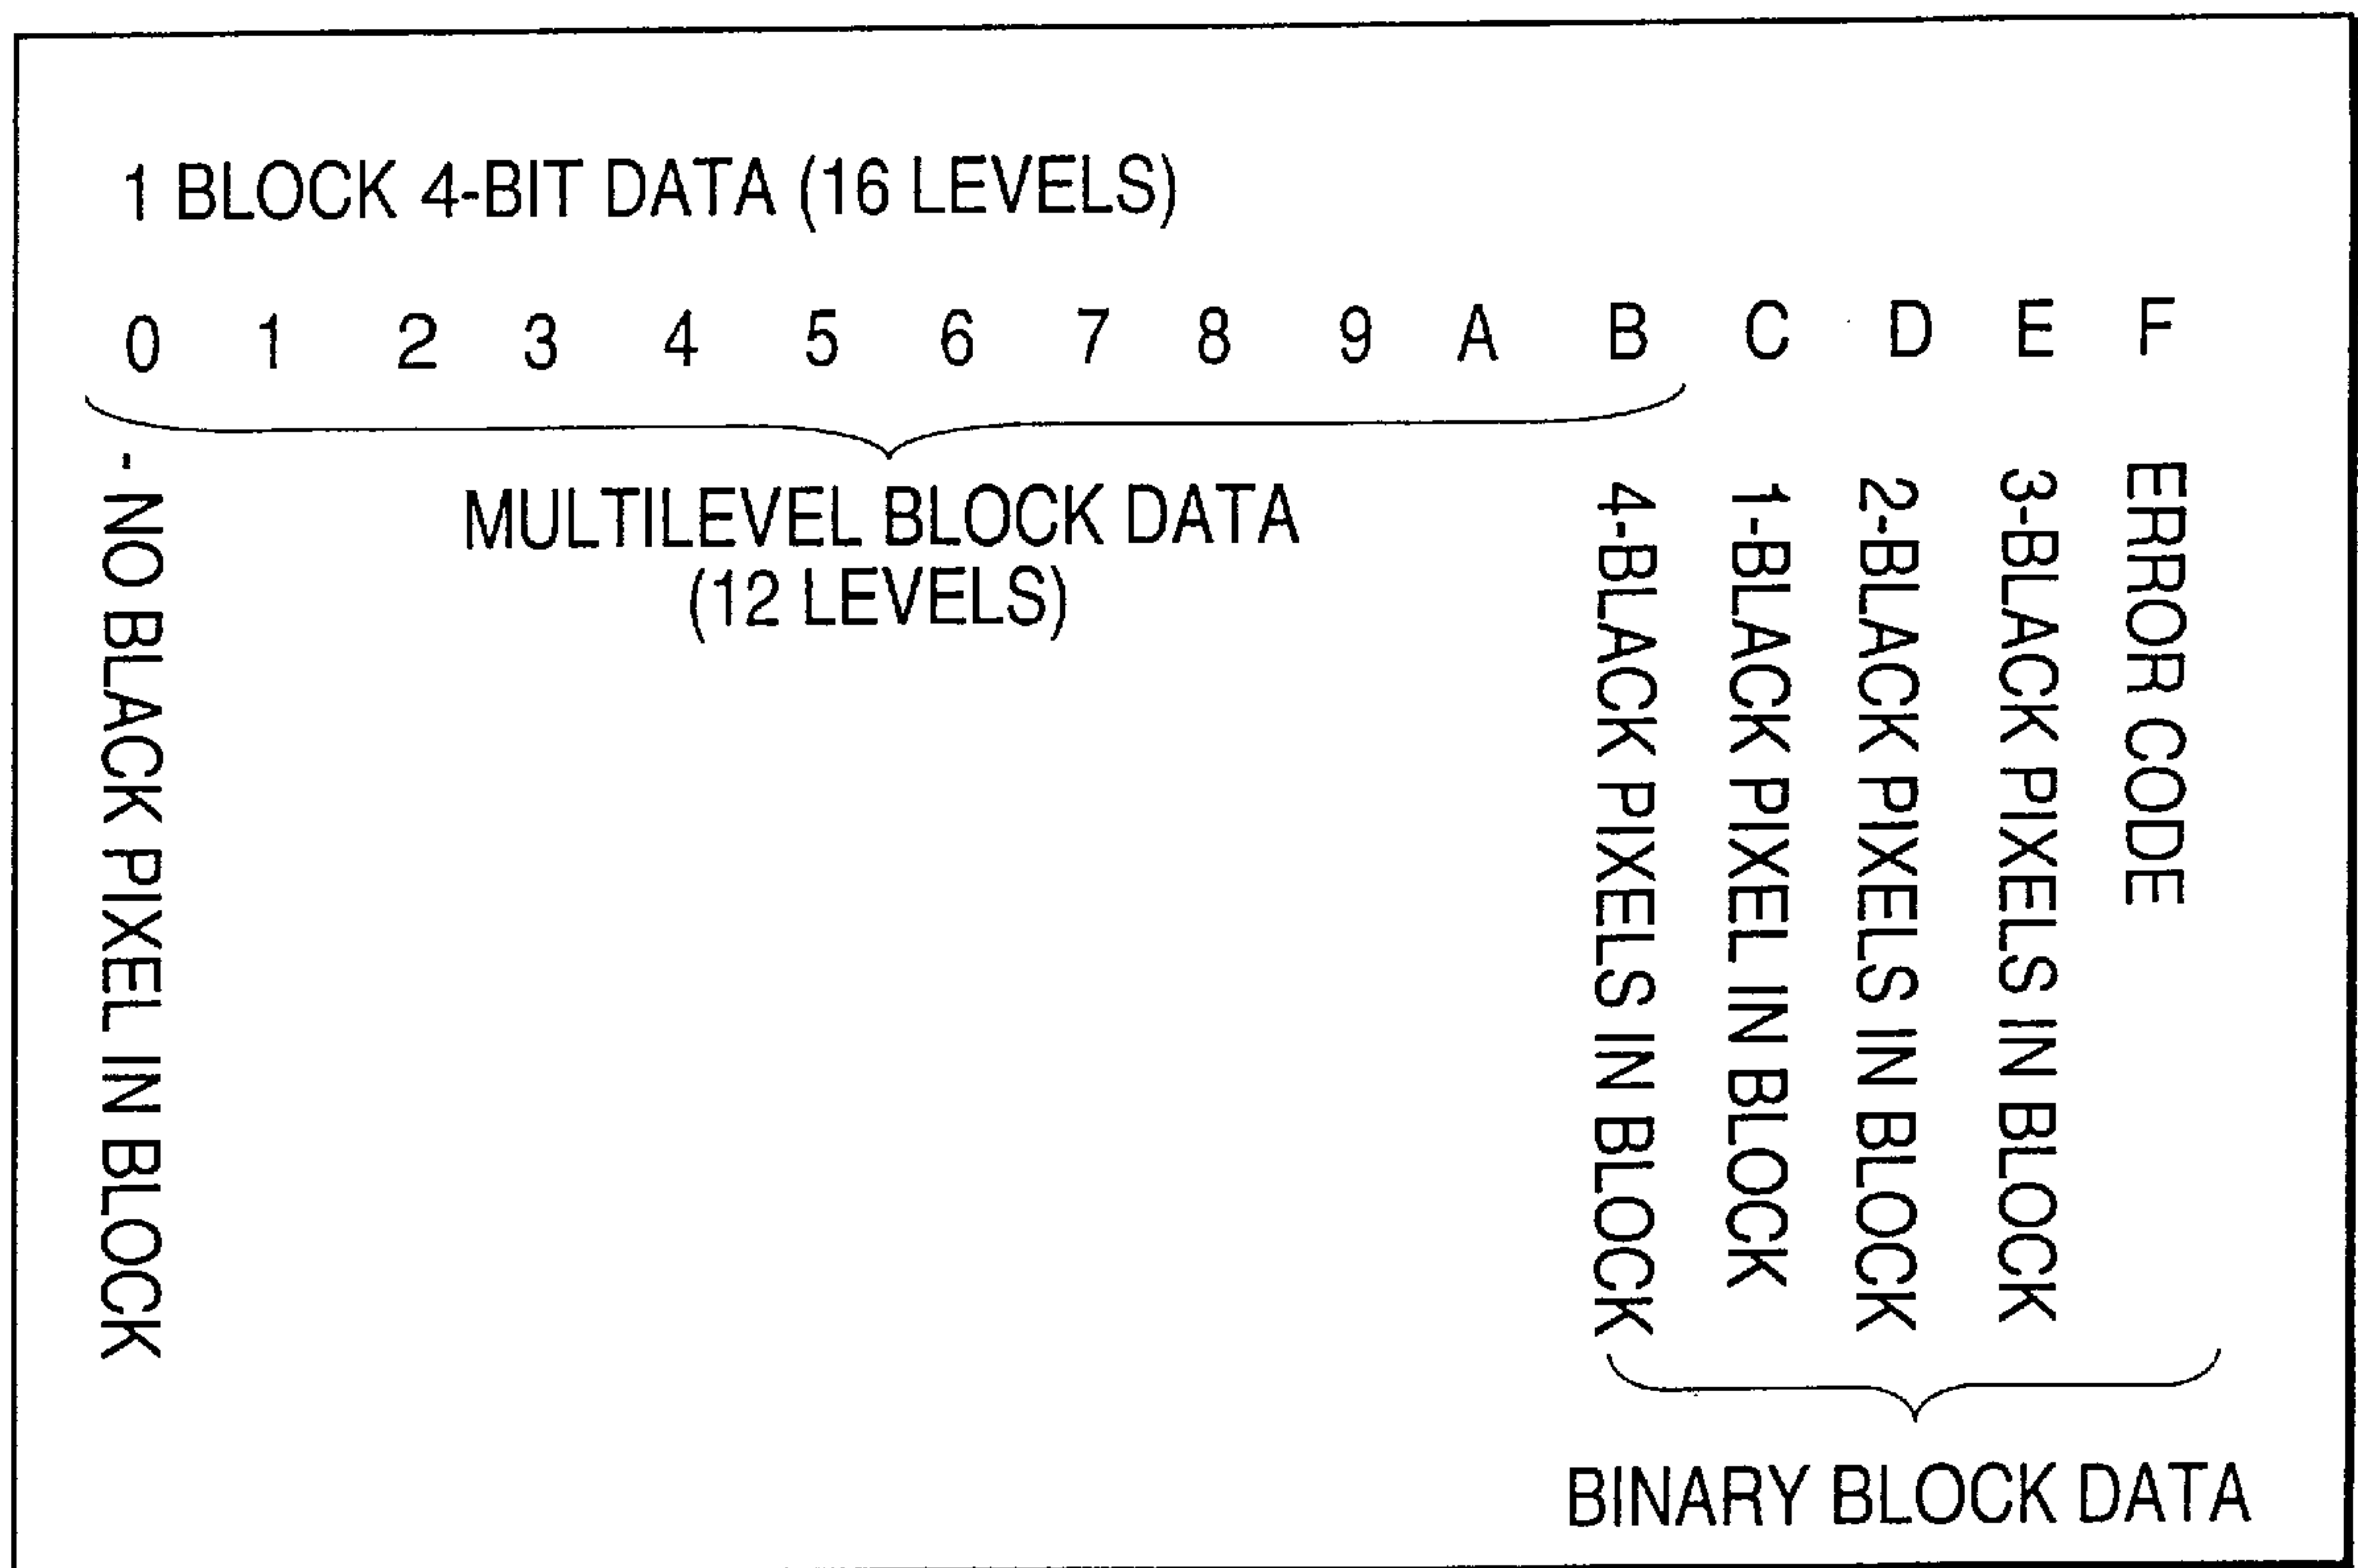 1 BLOCK 4-BIT DATA (16 LEVELS)
0 1 2 3 4 5 6 7 8 9 A B C D E F
- NO BLACK PIXEL IN BLOCK
MULTILEVEL BLOCK DATA
(12 LEVELS)
4-BLACK PIXELS IN BLOCK
1-BLACK PIXEL IN BLOCK
2-BLACK PIXELS IN BLOCK
3-BLACK PIXELS IN BLOCK
ERROR CODE
BINARY BLOCK DATA